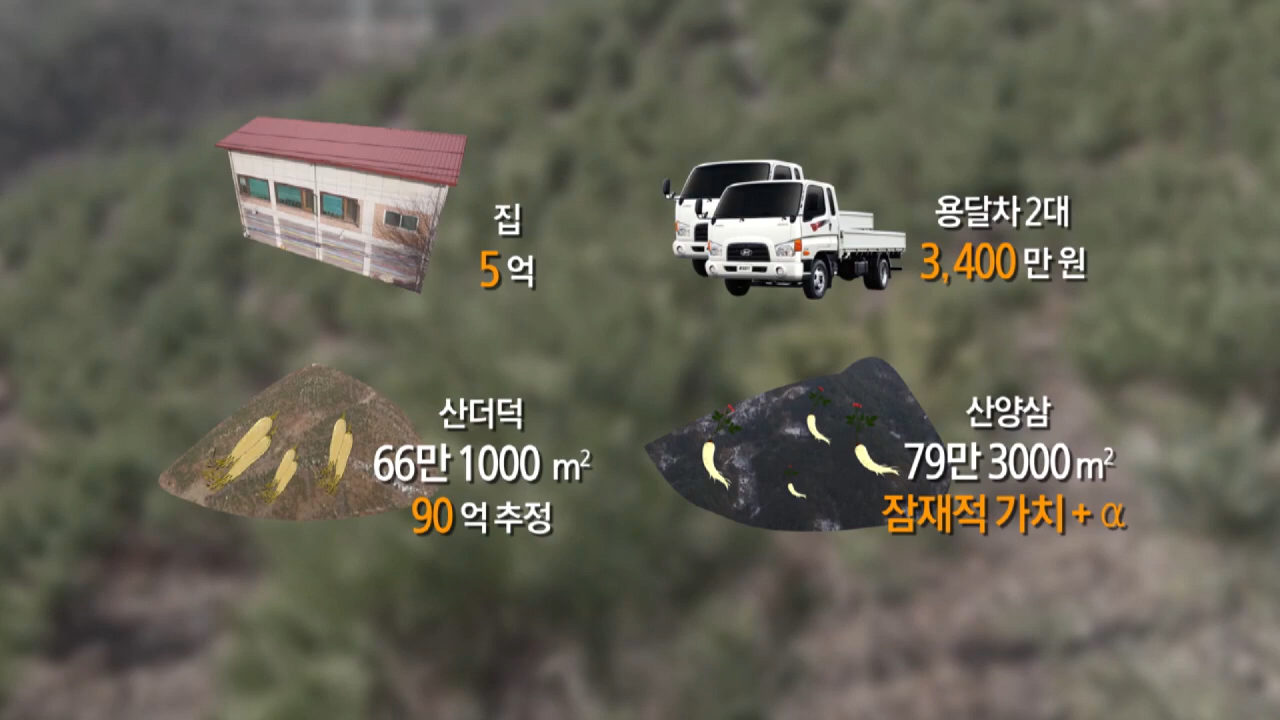 집
5억
용달차 2대
3,400만 원
산더덕
66만 1000 m²
90억 추정
산양삼
79만 3000 m²
잠재적 가치 + α